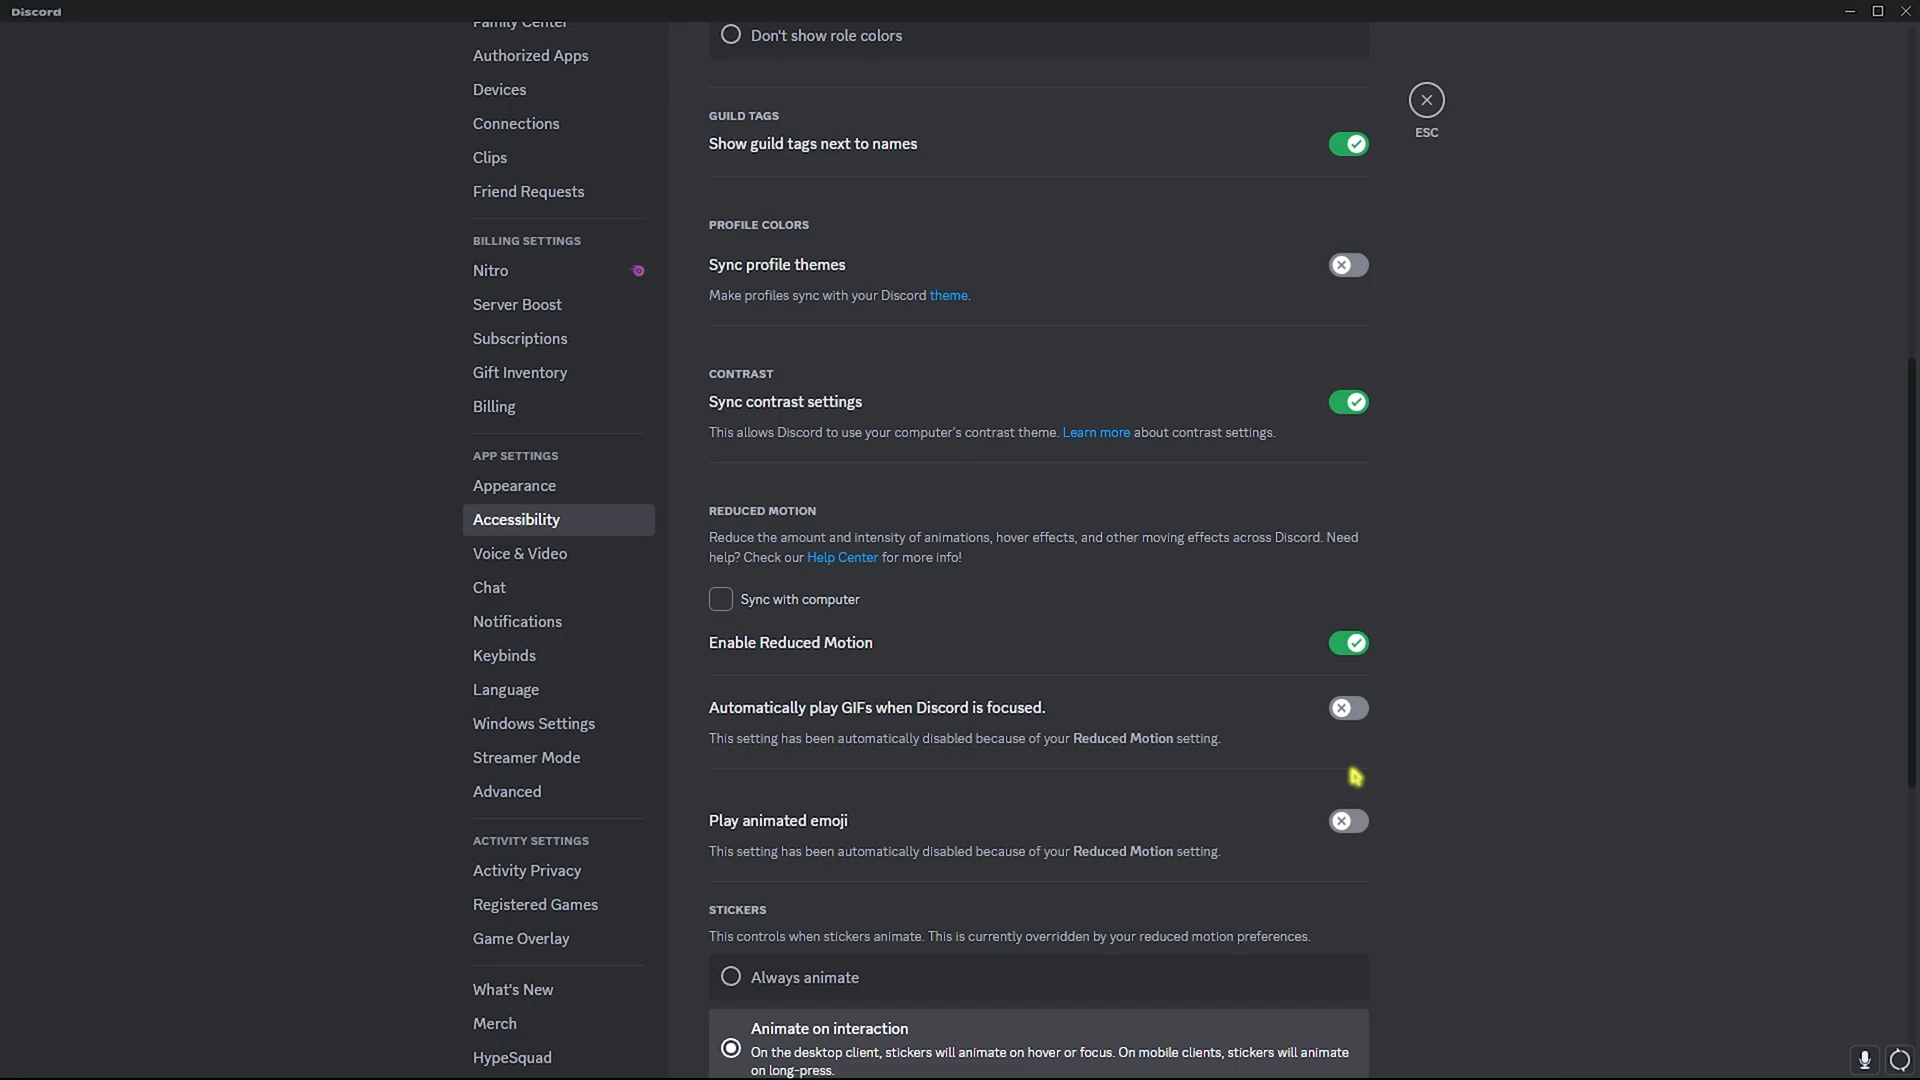 Discord
Family Center
Authorized Apps
Devices
Connections
Clips
Friend Requests
BILLING SETTINGS
Nitro
Server Boost
Subscriptions
Gift Inventory
Billing
APP SETTINGS
Appearance
Accessibility
Voice & Video
Chat
Notifications
Keybinds
Language
Windows Settings
Streamer Mode
Advanced
ACTIVITY SETTINGS
Activity Privacy
Registered Games
Game Overlay
What's New
Merch
HypeSquad
Don't show role colors
GUILD TAGS
Show guild tags next to names
PROFILE COLORS
Sync profile themes
Make profiles sync with your Discord theme.
CONTRAST
Sync contrast settings
This allows Discord to use your computer's contrast theme. Learn more about contrast settings.
REDUCED MOTION
Reduce the amount and intensity of animations, hover effects, and other moving effects across Discord. Need
help? Check our Help Center for more info!
Sync with computer
Enable Reduced Motion
Automatically play GIFs when Discord is focused.
This setting has been automatically disabled because of your Reduced Motion setting.
Play animated emoji
This setting has been automatically disabled because of your Reduced Motion setting.
STICKERS
This controls when stickers animate. This is currently overridden by your reduced motion preferences.
Always animate
Animate on interaction
On the desktop client, stickers will animate on hover or focus. On mobile clients, stickers will animate
on long-press.
ESC